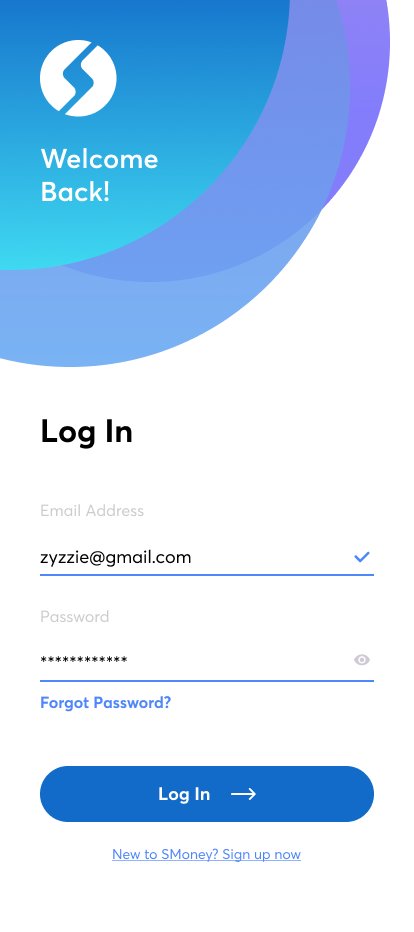 Welcome
Back!
Log In
Email Address
zyzzie@gmail.com
Password
************
Forgot Password?
Log In
New to SMoney? Sign up now